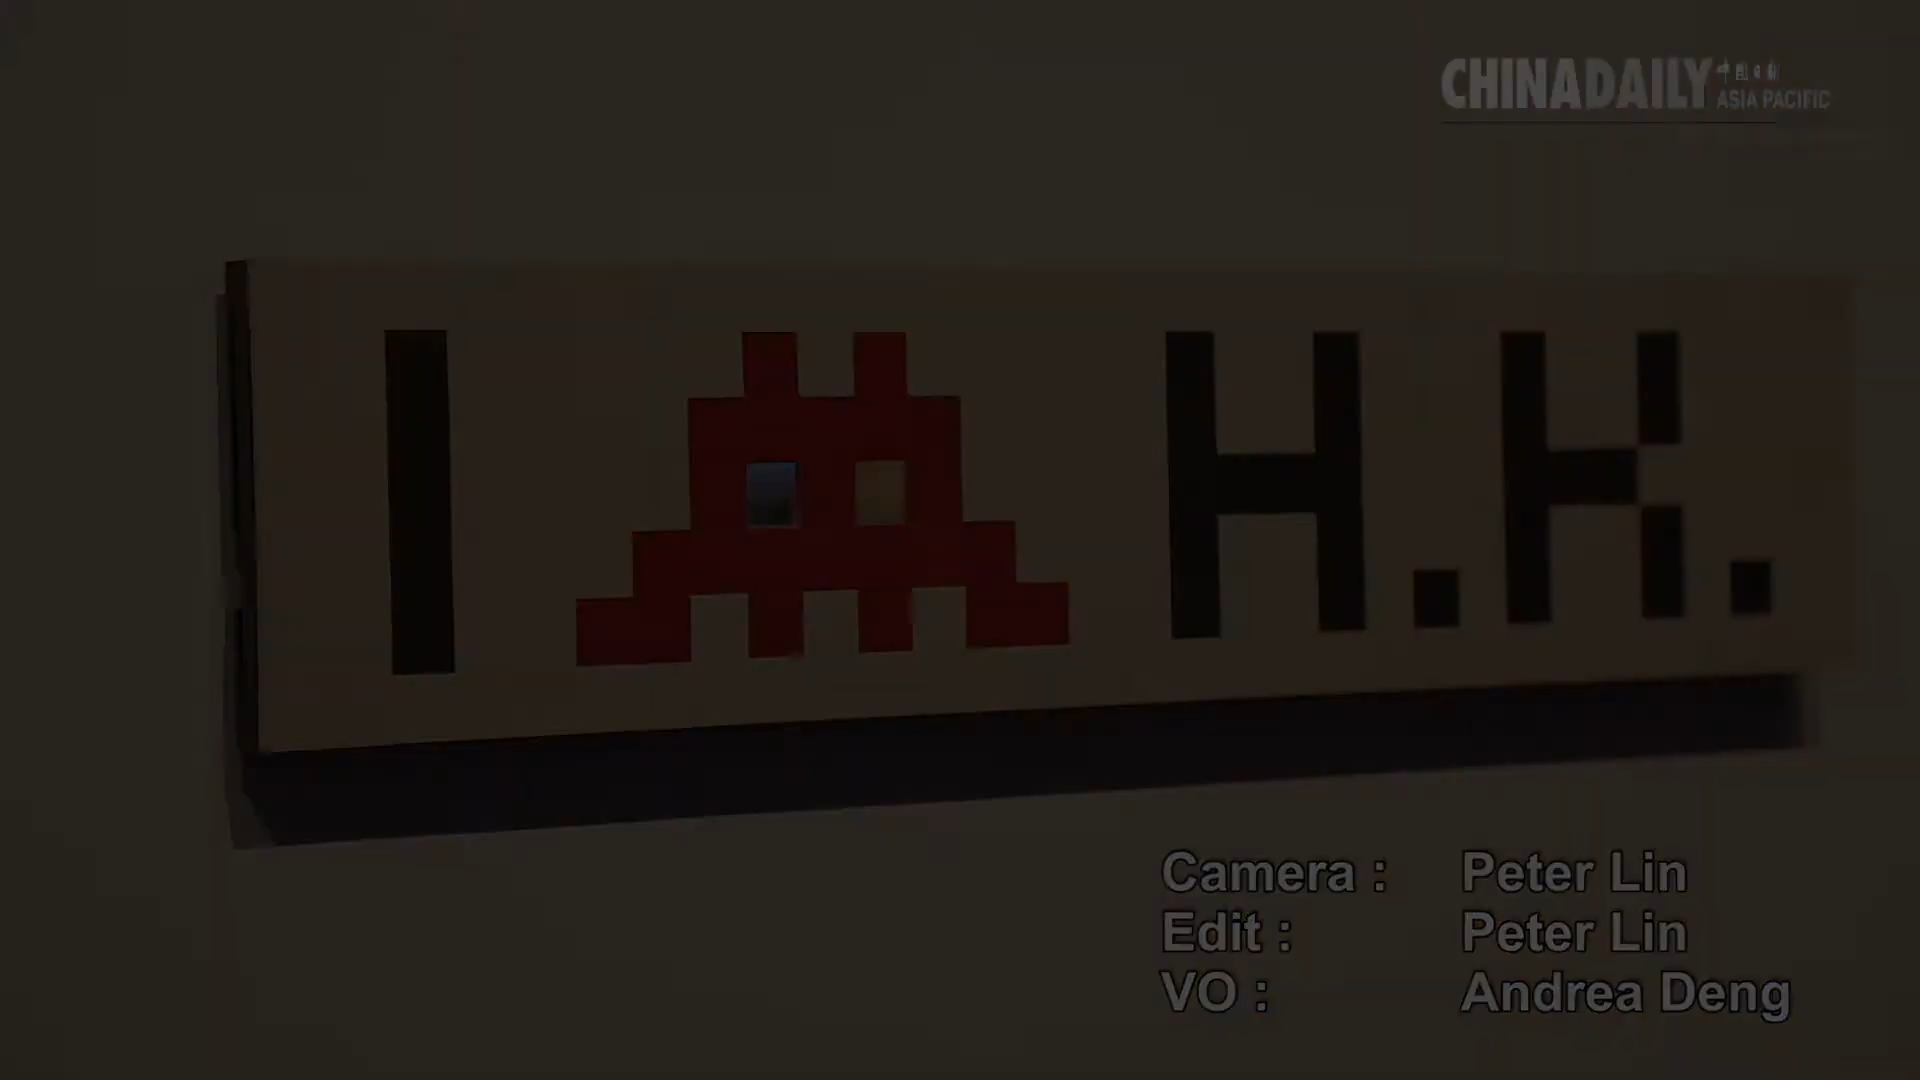 CHINADAILY
ASIA PACIFIC
I H.K.
Camera : Peter Lin
Edit : Peter Lin
VO : Andrea Deng